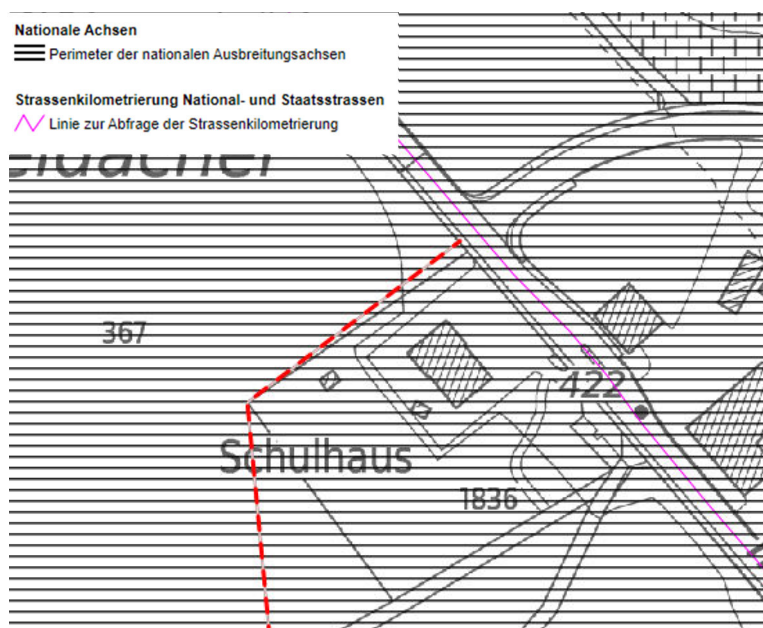 Nationale Achsen
Perimeter der nationalen Ausbreitungsachsen
Strassenkilometrierung National- und Staatsstrassen
Linie zur Abfrage der Strassenkilometrierung
367
422
Schulhaus
1836